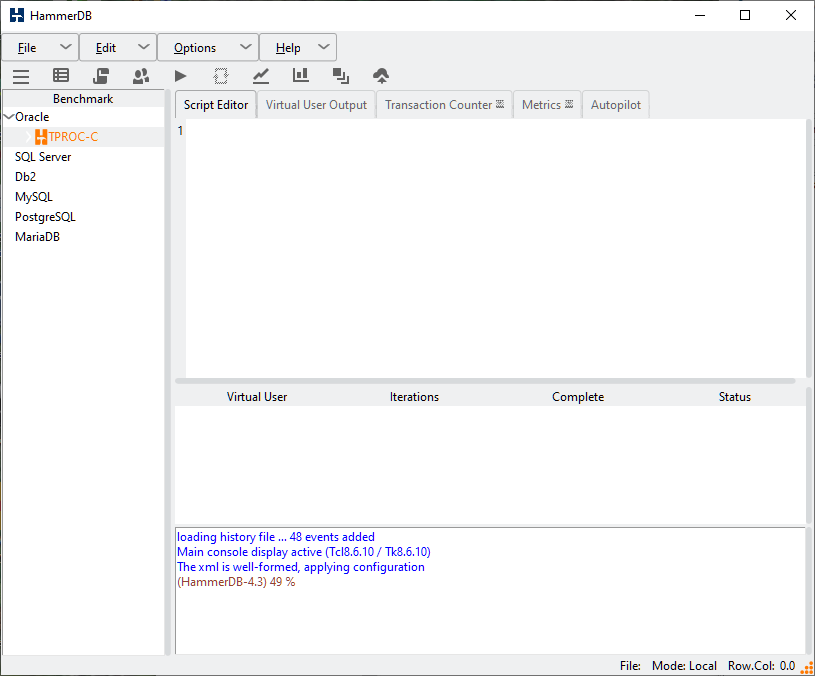 HammerDB
File Edit Options Help
Benchmark
Oracle
TPROC-C
SQL Server
Db2
MySQL
PostgreSQL
MariaDB
Script Editor Virtual User Output Transaction Counter Metrics Autopilot
1
Virtual User Iterations Complete Status
loading history file ... 48 events added
Main console display active (Tcl8.6.10 / Tk8.6.10)
The xml is well-formed, applying configuration
(HammerDB-4.3) 49 %
File: Mode: Local Row.Col: 0.0